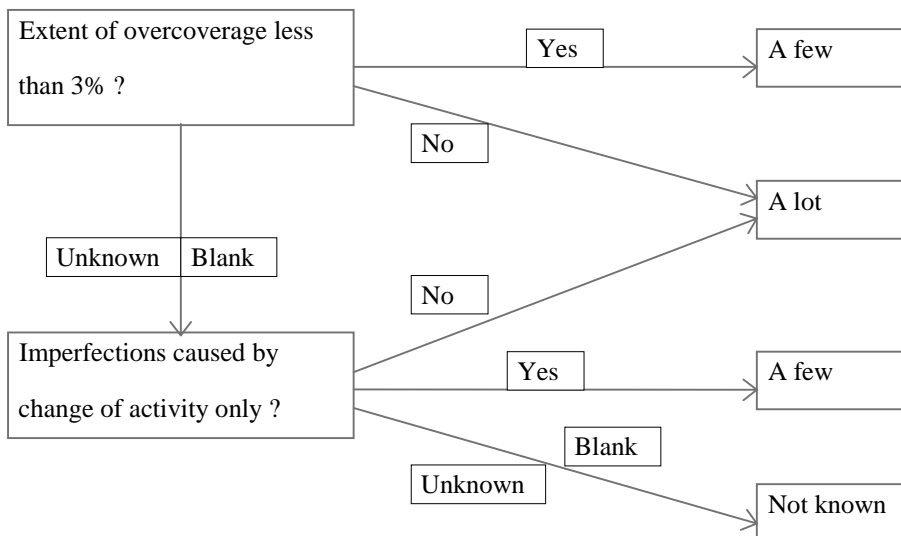 Extent of overcoverage less
than 3% ?
Yes
A few
No
A lot
Unknown
Blank
No
Imperfections caused by
change of activity only ?
Yes
A few
Blank
Unknown
Not known